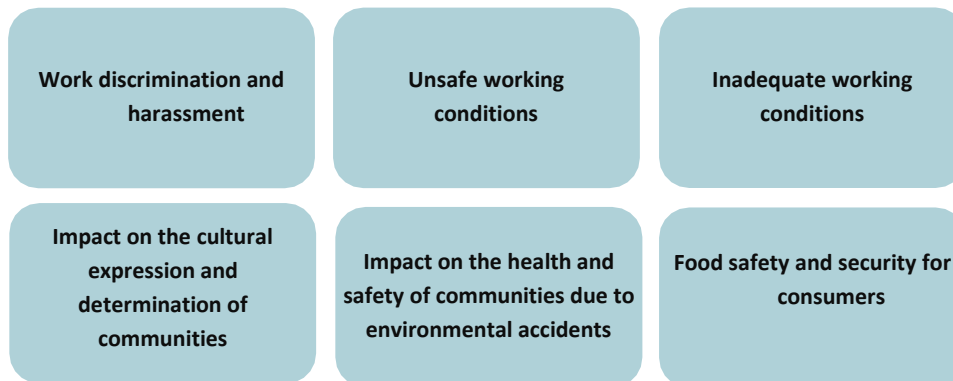 Work discrimination and
harassment
Unsafe working
conditions
Inadequate working
conditions
Impact on the cultural
expression and
determination of
communities
Impact on the health and
safety of communities due to
environmental accidents
Food safety and security for
consumers